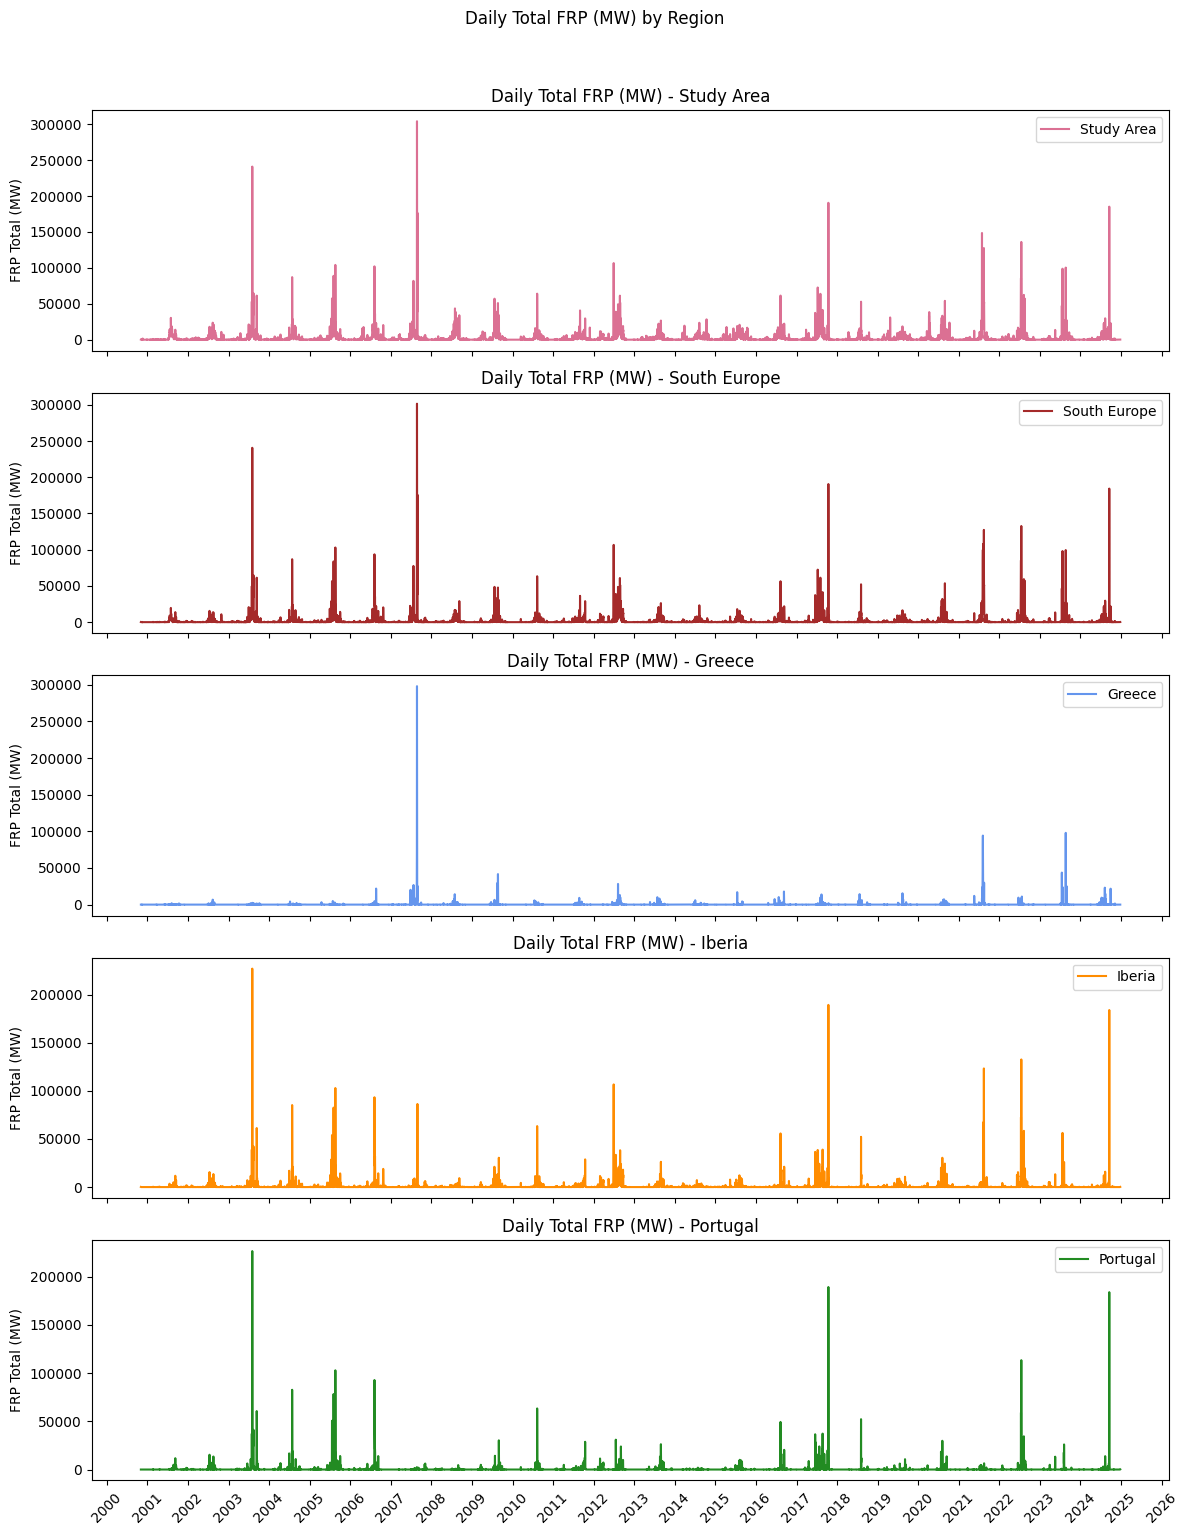 Daily Total FRP (MW) by Region
Daily Total FRP (MW) - Study Area
FRP Total (MW)
300000
250000
200000
150000
100000
50000
0
Study Area
Daily Total FRP (MW) - South Europe
FRP Total (MW)
300000
250000
200000
150000
100000
50000
0
South Europe
Daily Total FRP (MW) - Greece
FRP Total (MW)
300000
250000
200000
150000
100000
50000
0
Greece
Daily Total FRP (MW) - Iberia
FRP Total (MW)
200000
150000
100000
50000
0
Iberia
Daily Total FRP (MW) - Portugal
FRP Total (MW)
200000
150000
100000
50000
0
Portugal
2000 2001 2002 2003 2004 2005 2006 2007 2008 2009 2010 2011 2012 2013 2014 2015 2016 2017 2018 2019 2020 2021 2022 2023 2024 2025 2026